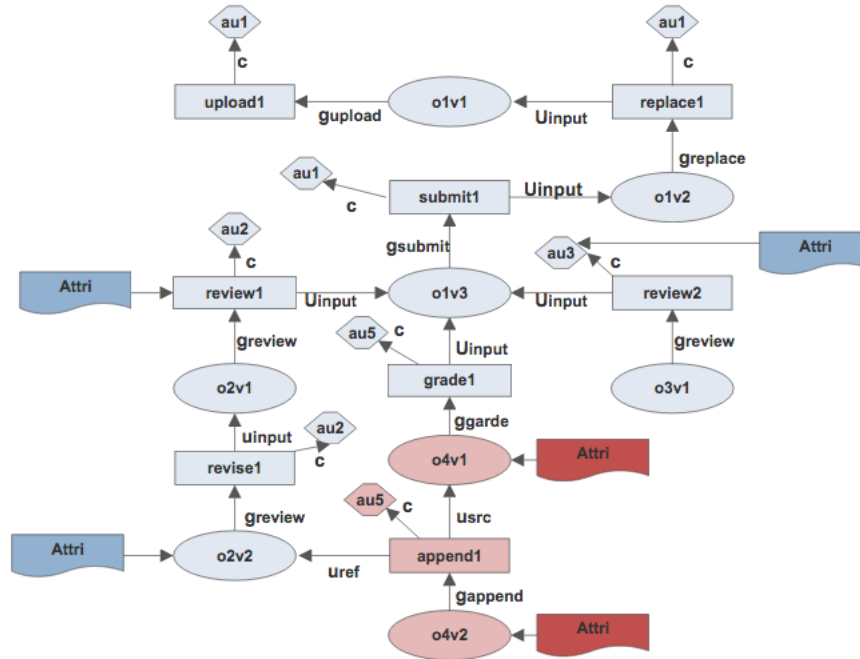 au1
au1
c
c
upload1
gupload
o1v1
Uinput
replace1
greplace
au1
c
submit1
Uinput
o1v2
au2
c
gsubmit
au3
c
Attri
Attri
review1
Uinput
o1v3
Uinput
review2
greview
au5
c
Uinput
greview
o2v1
grade1
o3v1
uinput
au2
c
ggarde
revise1
o4v1
Attri
greview
au5
c
usrc
Attri
o2v2
uref
append1
gappend
o4v2
Attri